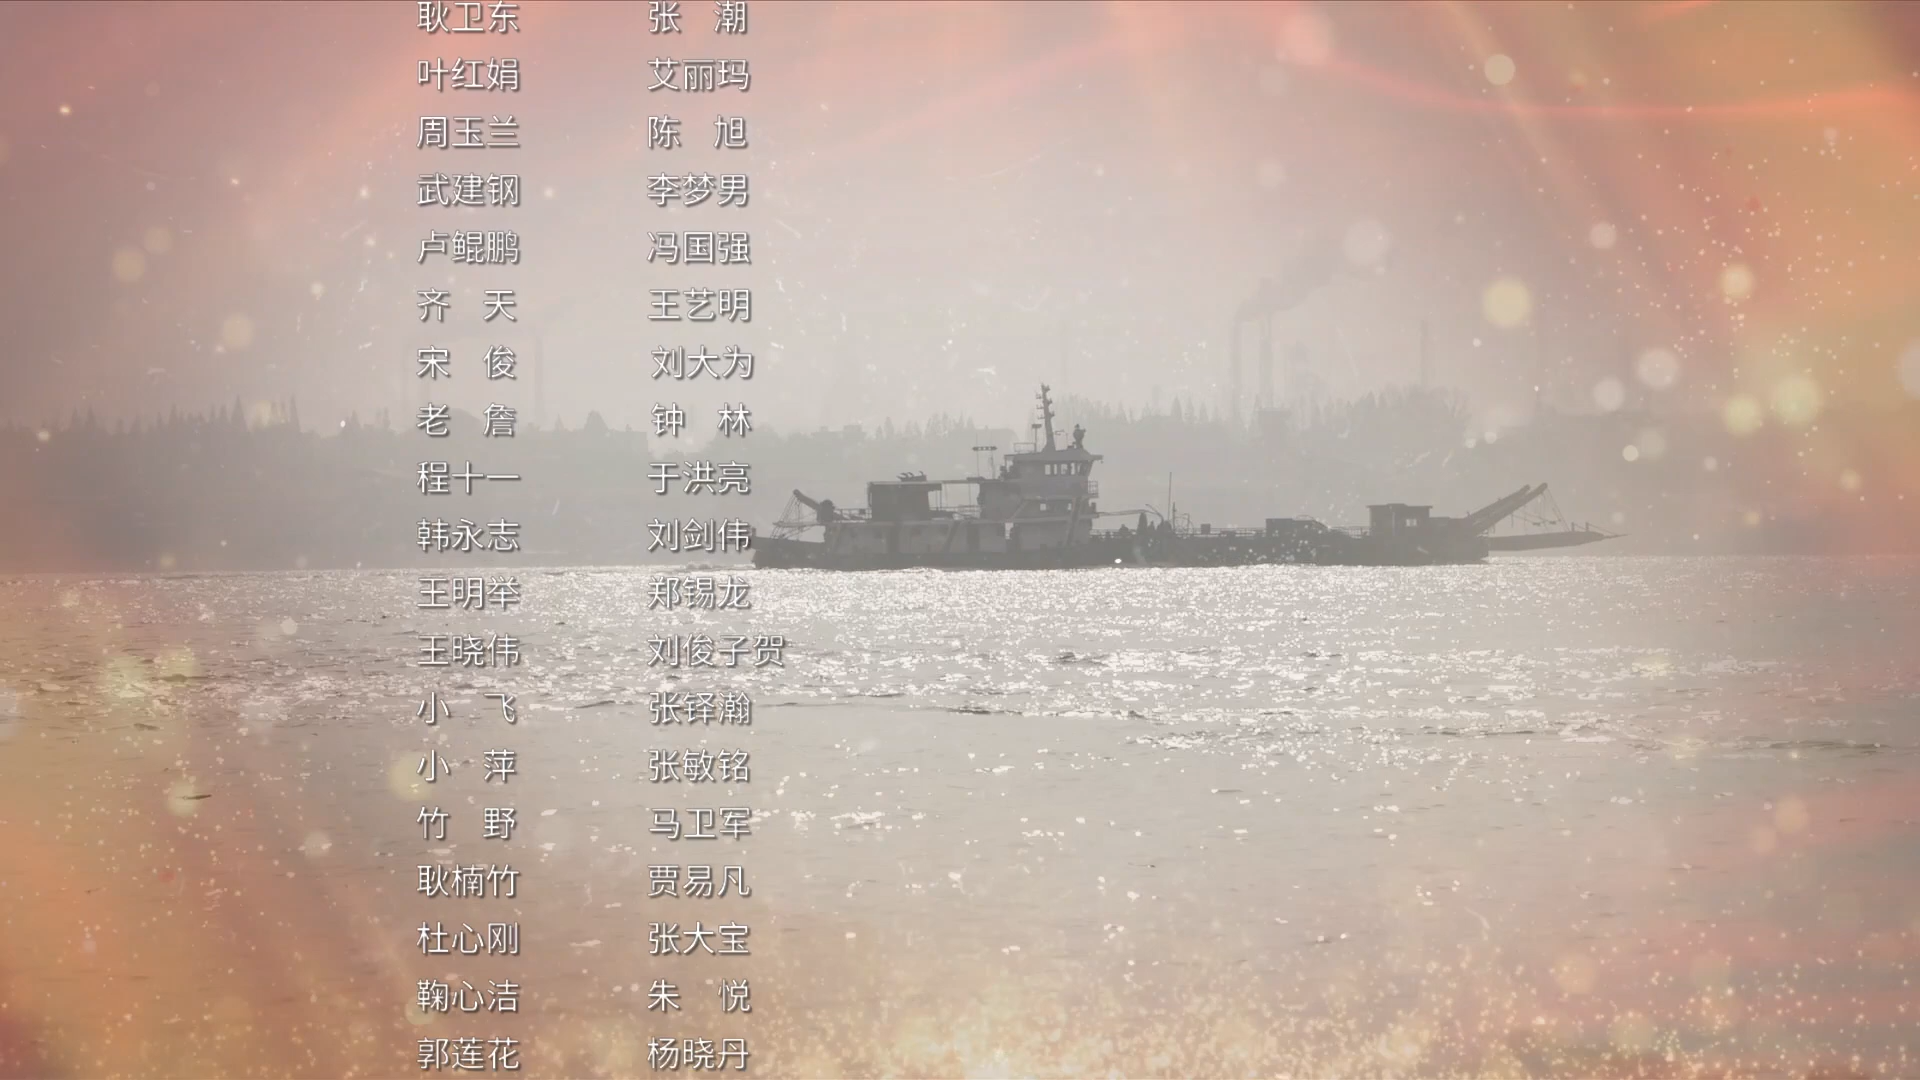 耿卫东 张 潮
叶红娟 艾丽玛
周玉兰 陈 旭
武建钢 李梦男
卢鲲鹏 冯国强
齐 天 王艺明
宋 俊 刘大为
老 詹 钟 林
程十一 于洪亮
韩永志 刘剑伟
王明举 郑锡龙
王晓伟 刘俊子贺
小 飞 张铎瀚
小 萍 张敏铭
竹 野 马卫军
耿楠竹 贾易凡
杜心刚 张大宝
鞠心洁 朱 悦
郭莲花 杨晓丹